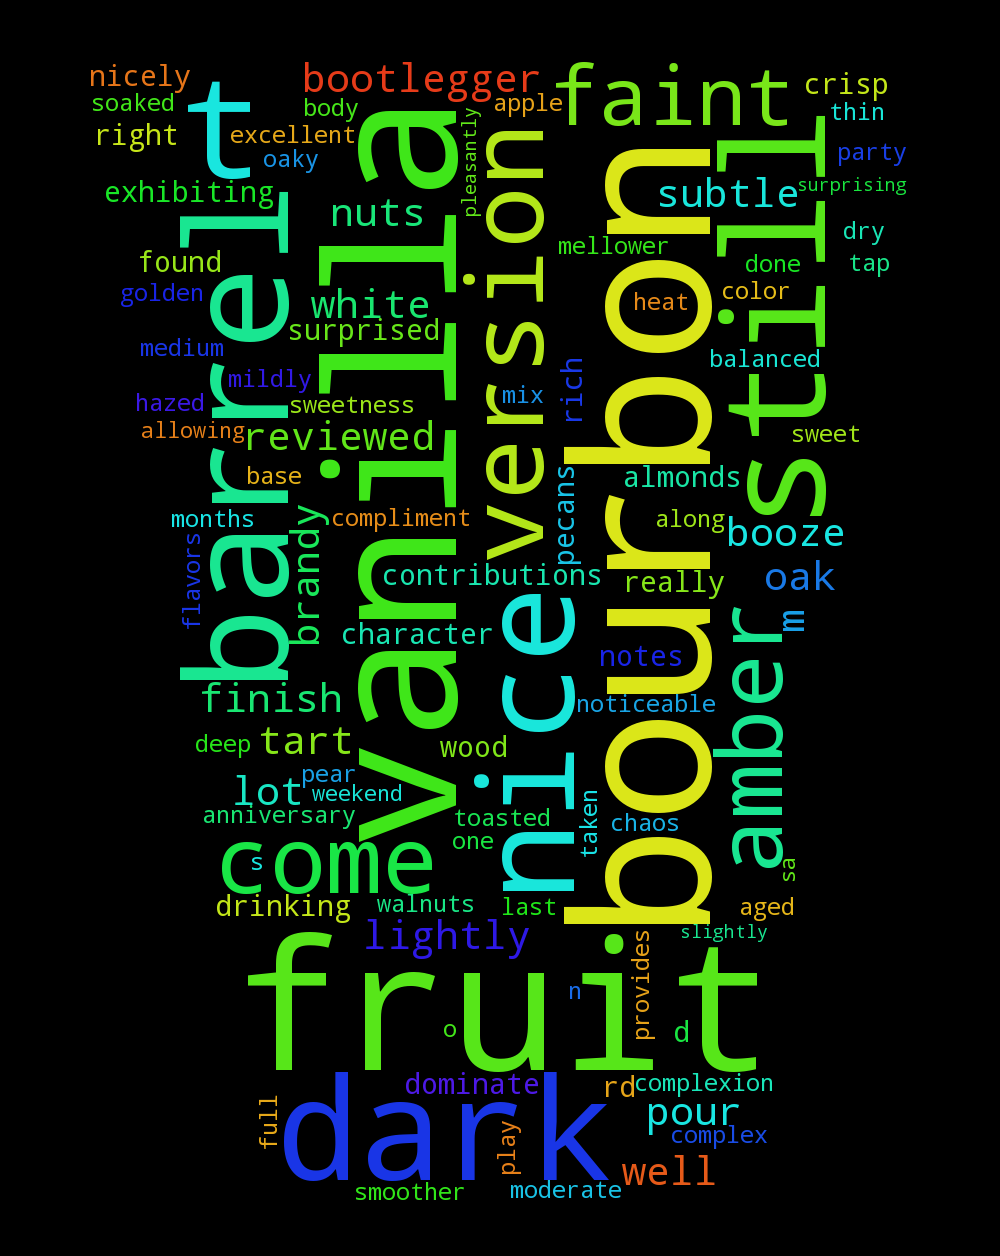 nicely
bootlegger
faint
crisp
soaked
body
apple
thin
t
right
excellent
pleasantly
oaky
party
exhibiting
nuts
subtle
surprising
barrel
vanilla
version
bourbon
still
found
mellower
dry
done
tap
golden
white
heat
color
surprised
medium
mildly
rich
balanced
hazed
sweetness
mix
allowing
reviewed
sweet
base
almonds
months
compliment
pecans
along
booze
flavors
brandy
contributions
really
oak
character
nice
notes
m
amber
finish
noticeable
deep
tart
wood
pear
lot
weekend
anniversary
toasted
taken
chaos
one
come
s
sa
drinking
walnuts
last
aged
lightly
slightly
fruit
provides
n
o
d
dominate
rd
complexion
full
dark
play
pour
complex
well
smoother
moderate